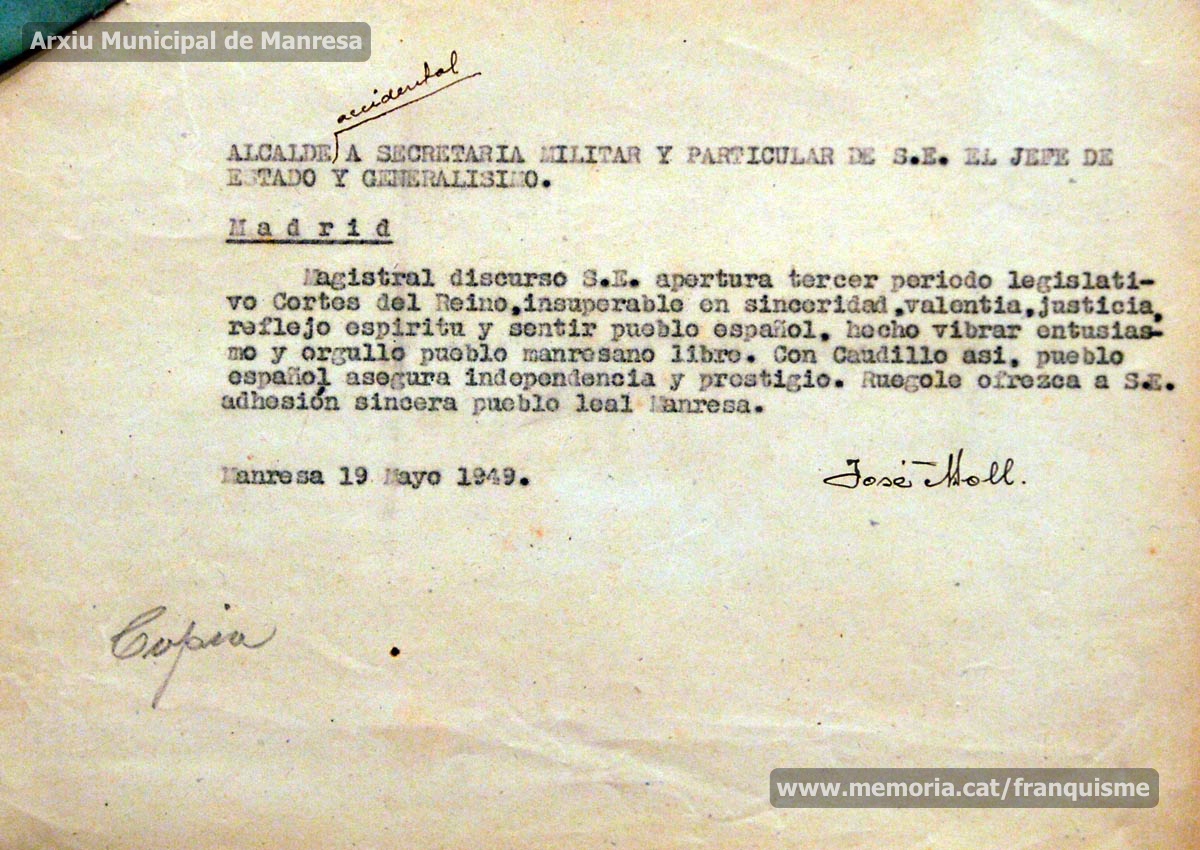 Arxiu Municipal de Manresa
accidental
ALCALDE A SECRETARIA MILITAR Y PARTICULAR DE S.E. EL JEFE DE
ESTADO Y GENERALISIMO.
Madrid
Magistral discurso S.E. apertura tercer periodo legislati-
vo Cortes del Reino,insuperable en sinceridad,valentia,justicia,
reflejo espiritu y sentir pueblo español, hecho vibrar entusias-
mo y orgullo pueblo manresano libre. Con Caudillo asi, pueblo
español asegura independencia y prestigio. Ruegole ofrezca a S.E.
adhesión sincera pueblo leal Manresa.
Manresa 19 Mayo 1949.
José Moll.
Copia
www.memoria.cat/franquisme